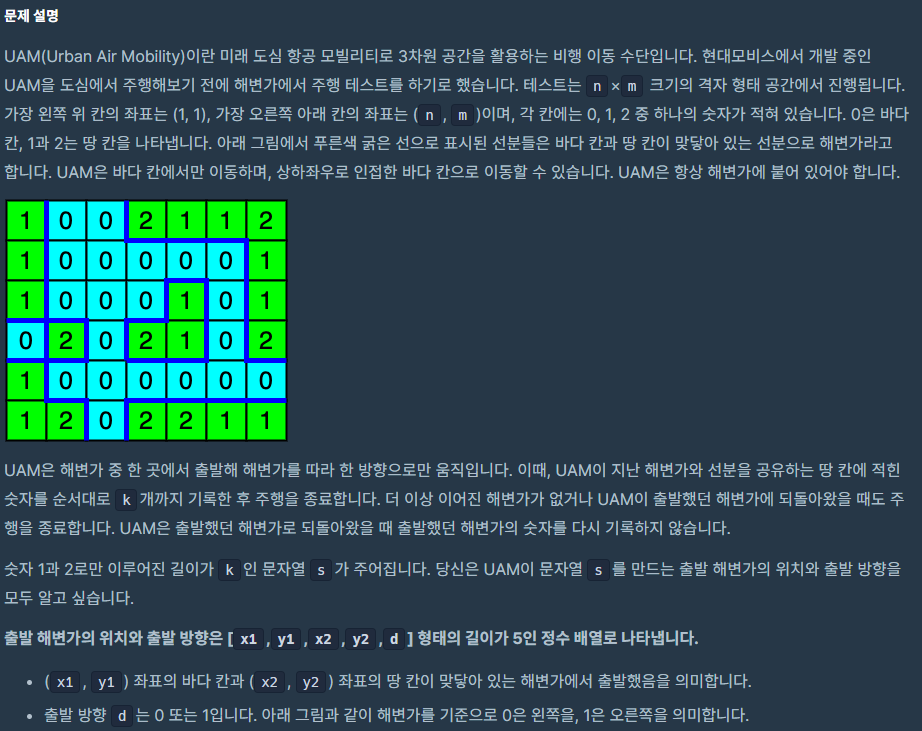 문제 설명
UAM(Urban Air Mobility)이란 미래 도심 항공 모빌리티로 3차원 공간을 활용하는 비행 이동 수단입니다. 현대모비스에서 개발 중인
UAM을 도심에서 주행해보기 전에 해변가에서 주행 테스트를 하기로 했습니다. 테스트는 n × m 크기의 격자 형태 공간에서 진행됩니다.
가장 왼쪽 위 칸의 좌표는 (1, 1), 가장 오른쪽 아래 칸의 좌표는 ( n , m )이며, 각 칸에는 0, 1, 2 중 하나의 숫자가 적혀 있습니다. 0은 바다
칸, 1과 2는 땅 칸을 나타냅니다. 아래 그림에서 푸른색 굵은 선으로 표시된 선분들은 바다 칸과 땅 칸이 맞닿아 있는 선분으로 해변가라고
합니다. UAM은 바다 칸에서만 이동하며, 상하좌우로 인접한 바다 칸으로 이동할 수 있습니다. UAM은 항상 해변가에 붙어 있어야 합니다.
1 0 0 2 1 1 2
1 0 0 0 0 0 1
1 0 0 0 1 0 1
0 2 0 2 1 0 2
1 0 0 0 0 0 0
1 2 0 2 2 1 1
UAM은 해변가 중 한 곳에서 출발해 해변가를 따라 한 방향으로만 움직입니다. 이때, UAM이 지난 해변가와 선분을 공유하는 땅 칸에 적힌
숫자를 순서대로 k 개까지 기록한 후 주행을 종료합니다. 더 이상 이어진 해변가가 없거나 UAM이 출발했던 해변가에 되돌아왔을 때도 주
행을 종료합니다. UAM은 출발했던 해변가로 되돌아왔을 때 출발했던 해변가의 숫자를 다시 기록하지 않습니다.
숫자 1과 2로만 이루어진 길이가 k 인 문자열 s 가 주어집니다. 당신은 UAM이 문자열 s 를 만드는 출발 해변가의 위치와 출발 방향을
모두 알고 싶습니다.
출발 해변가의 위치와 출발 방향은 [ x1 , y1 , x2 , y2 , d ] 형태의 길이가 5인 정수 배열로 나타냅니다.
• ( x1 , y1 ) 좌표의 바다 칸과 ( x2 , y2 ) 좌표의 땅 칸이 맞닿아 있는 해변가에서 출발했음을 의미합니다.
• 출발 방향 d 는 0 또는 1입니다. 아래 그림과 같이 해변가를 기준으로 0은 왼쪽을, 1은 오른쪽을 의미합니다.